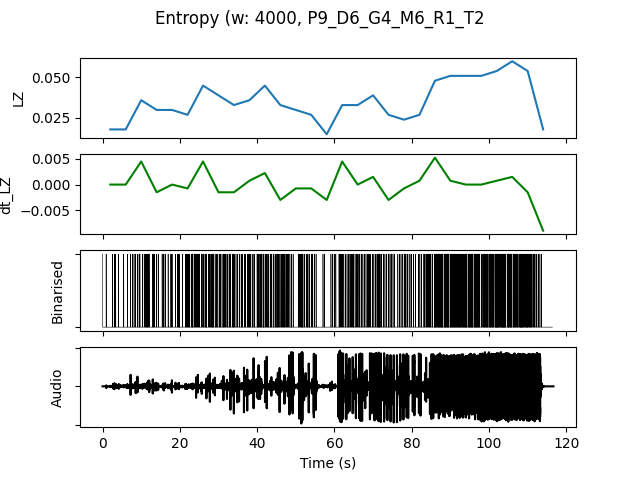 Entropy (w: 4000, P9_D6_G4_M6_R1_T2
0.050
0.025
LZ
0.005
0.000
−0.005
dt_LZ
Binarised
Audio
0 20 40 60 80 100 120
Time (s)